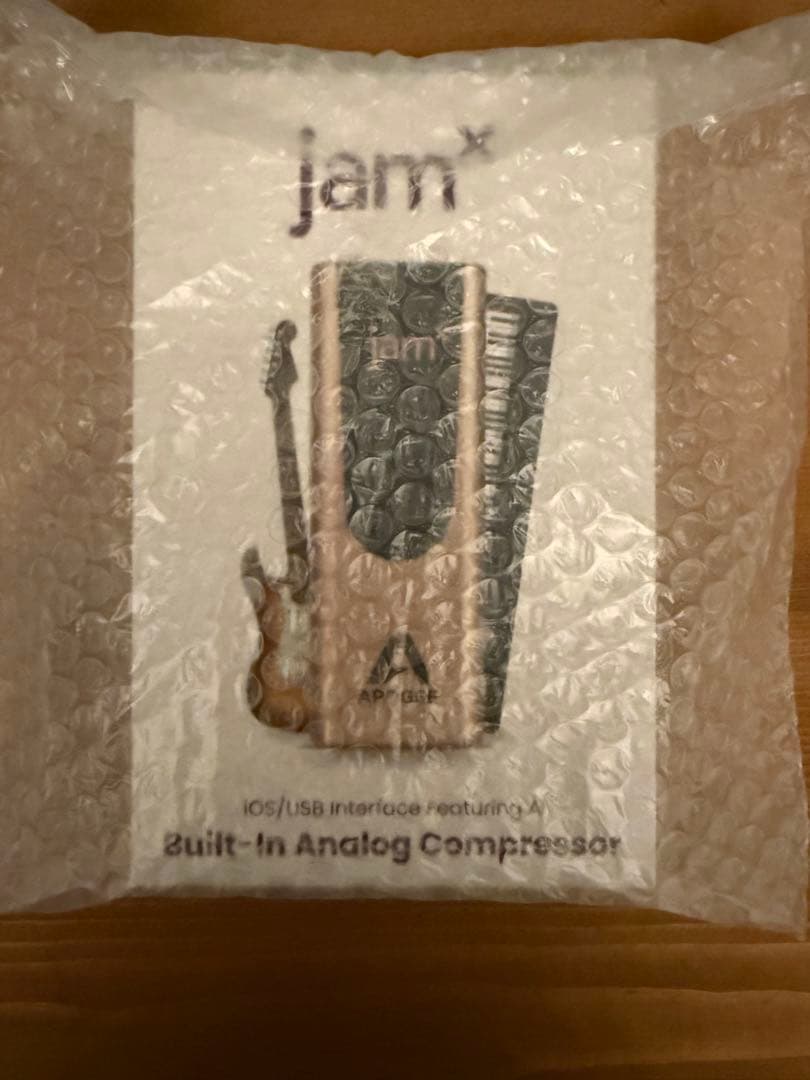 jam x
jam
APOGEE
iOS/USB Interface Featuring A
Built-In Analog Compressor